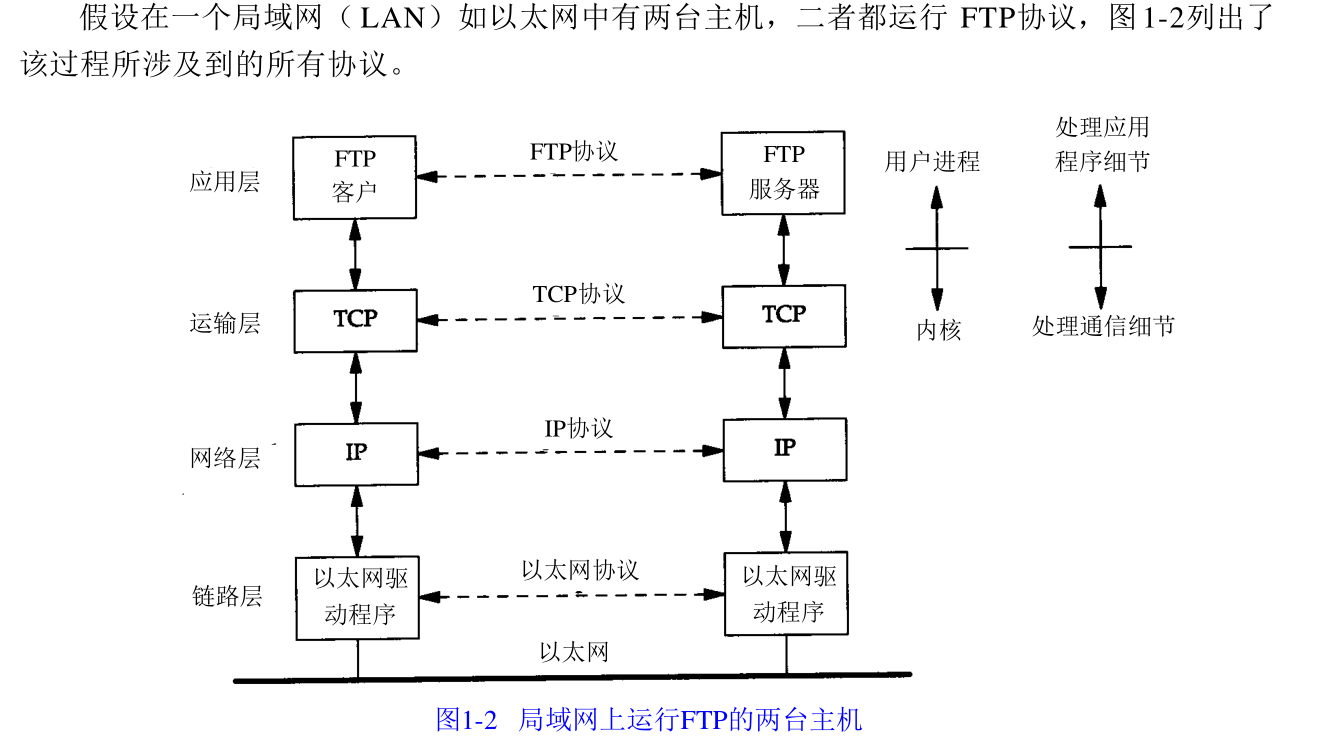 假设在一个局域网（LAN）如以太网中有两台主机，二者都运行 FTP协议，图1-2列出了
该过程所涉及到的所有协议。
处理应用
FTP
客户
FTP协议
FTP
服务器
用户进程
程序细节
应用层
运输层
TCP
TCP协议
TCP
内核
处理通信细节
网络层
IP
IP协议
IP
链路层
以太网驱
动程序
以太网协议
以太网驱
动程序
以太网
图1-2 局域网上运行FTP的两台主机